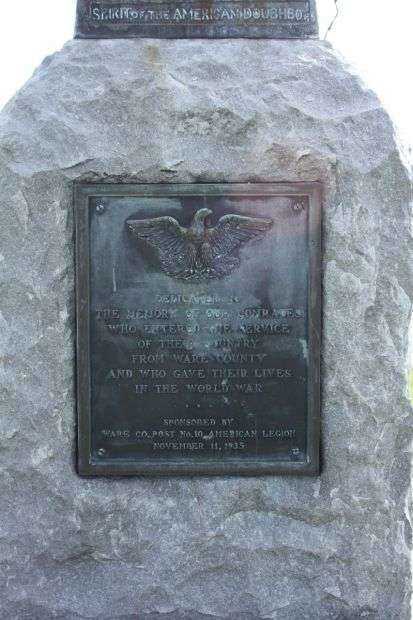 SPIRIT OF THE AMERICAN DOUGHBOY
DEDICATED TO
THE MEMORY OF OUR COMRADES
WHO ENTERED THE SERVICE
OF THEIR COUNTRY
FROM WARE COUNTY
AND WHO GAVE THEIR LIVES
IN THE WORLD WAR
....
SPONSORED BY
WARE CO. POST NO. 10, AMERICAN LEGION
NOVEMBER 11, 1935